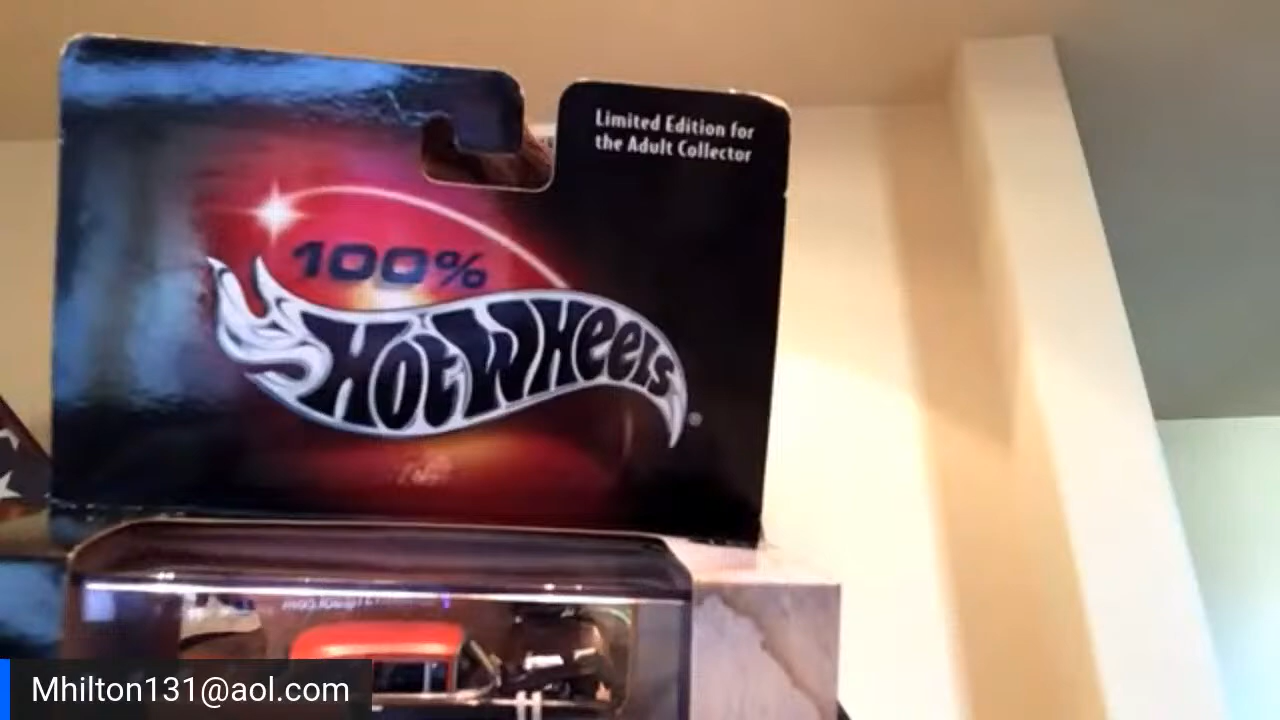 Limited Edition for
the Adult Collector
100%
HotWheels
®
Mhilton131@aol.com